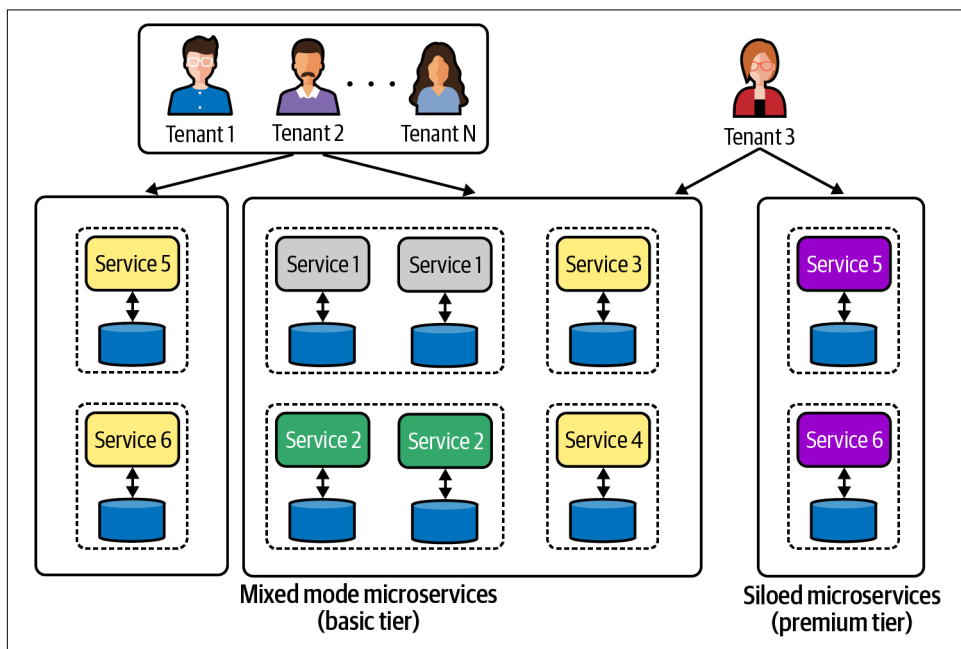 Tenant 1
Tenant 2
Tenant N
Tenant 3
Service 5
Service 1
Service 1
Service 3
Service 5
Service 6
Service 2
Service 2
Service 4
Service 6
Mixed mode microservices
(basic tier)
Siloed microservices
(premium tier)